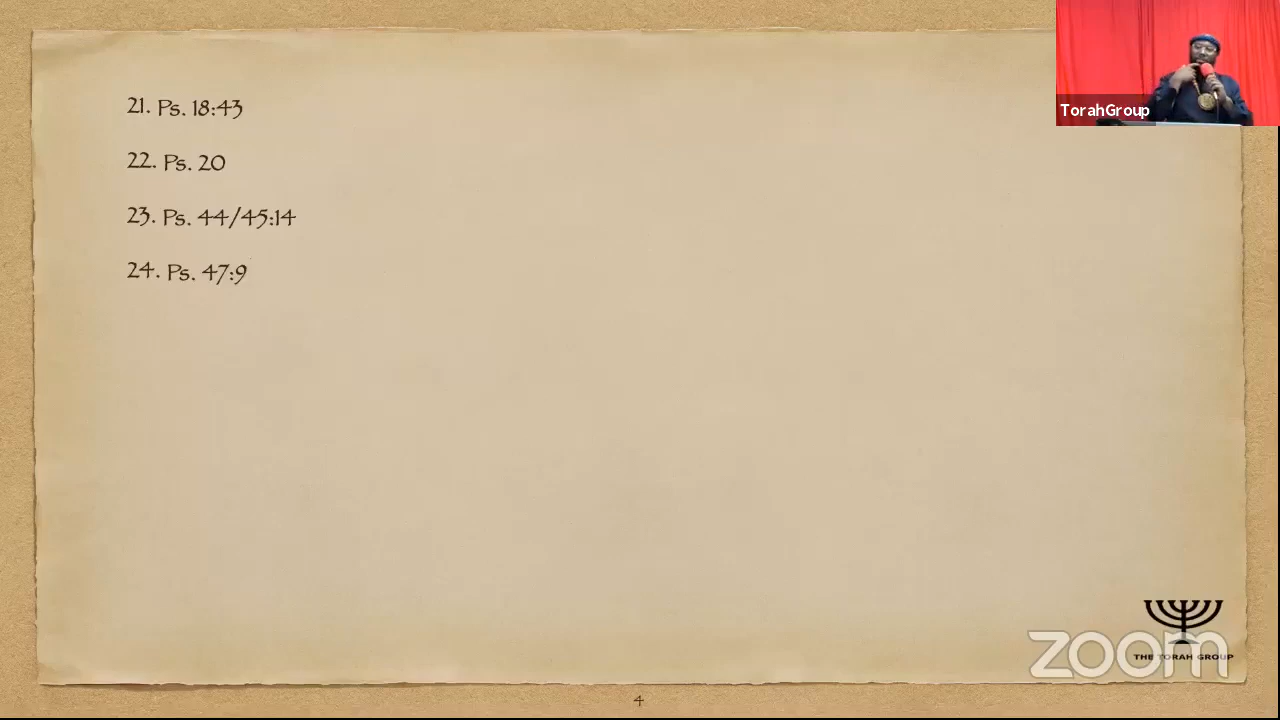 21. Ps. 18:43
22. Ps. 20
23. Ps. 44/45:14
24. Ps. 47:9
TorahGroup
THE TORAH GROUP
zoom
4